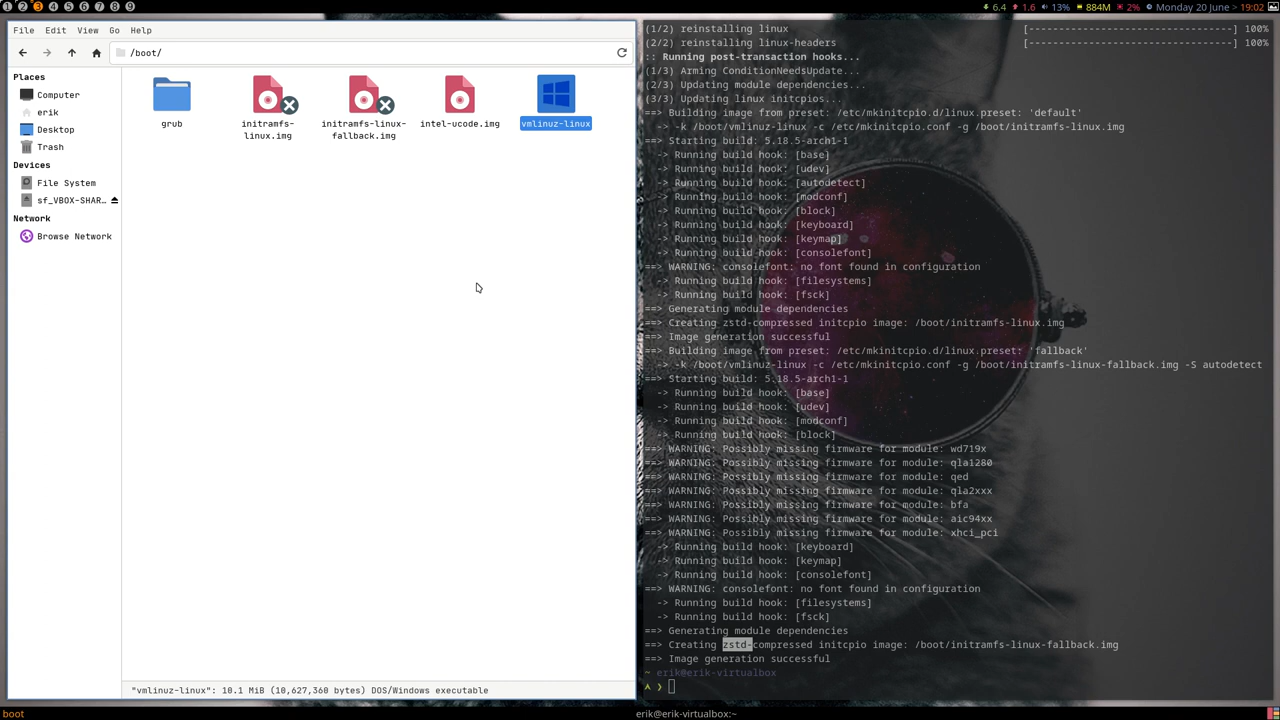 1 2 3 4 5 6 7 8 9
6.4 1.6 13% 884M 2% Monday 20 June > 19:02
File Edit View Go Help
/boot/
Places
Computer
erik
Desktop
Trash
Devices
File System
sf_VBOX-SHAR…
Network
Browse Network
grub
initramfs-
linux.img
initramfs-linux-
fallback.img
intel-ucode.img
vmlinuz-linux
"vmlinuz-linux": 10.1 MiB (10,627,360 bytes) DOS/Windows executable
(1/2) reinstalling linux [----------------------------------] 100%
(2/2) reinstalling linux-headers [----------------------------------] 100%
:: Running post-transaction hooks...
(1/3) Arming ConditionNeedsUpdate...
(2/3) Updating module dependencies...
(3/3) Updating linux initcpios...
==> Building image from preset: /etc/mkinitcpio.d/linux.preset: 'default'
-> -k /boot/vmlinuz-linux -c /etc/mkinitcpio.conf -g /boot/initramfs-linux.img
==> Starting build: 5.18.5-arch1-1
-> Running build hook: [base]
-> Running build hook: [udev]
-> Running build hook: [autodetect]
-> Running build hook: [modconf]
-> Running build hook: [block]
-> Running build hook: [keyboard]
-> Running build hook: [keymap]
-> Running build hook: [consolefont]
==> WARNING: consolefont: no font found in configuration
-> Running build hook: [filesystems]
-> Running build hook: [fsck]
==> Generating module dependencies
==> Creating zstd-compressed initcpio image: /boot/initramfs-linux.img
==> Image generation successful
==> Building image from preset: /etc/mkinitcpio.d/linux.preset: 'fallback'
-> -k /boot/vmlinuz-linux -c /etc/mkinitcpio.conf -g /boot/initramfs-linux-fallback.img -S autodetect
==> Starting build: 5.18.5-arch1-1
-> Running build hook: [base]
-> Running build hook: [udev]
-> Running build hook: [modconf]
-> Running build hook: [block]
==> WARNING: Possibly missing firmware for module: wd719x
==> WARNING: Possibly missing firmware for module: qla1280
==> WARNING: Possibly missing firmware for module: qed
==> WARNING: Possibly missing firmware for module: qla2xxx
==> WARNING: Possibly missing firmware for module: bfa
==> WARNING: Possibly missing firmware for module: aic94xx
==> WARNING: Possibly missing firmware for module: xhci_pci
-> Running build hook: [keyboard]
-> Running build hook: [keymap]
-> Running build hook: [consolefont]
==> WARNING: consolefont: no font found in configuration
-> Running build hook: [filesystems]
-> Running build hook: [fsck]
==> Generating module dependencies
==> Creating zstd-compressed initcpio image: /boot/initramfs-linux-fallback.img
==> Image generation successful
~ erik@erik-virtualbox
boot
erik@erik-virtualbox:~